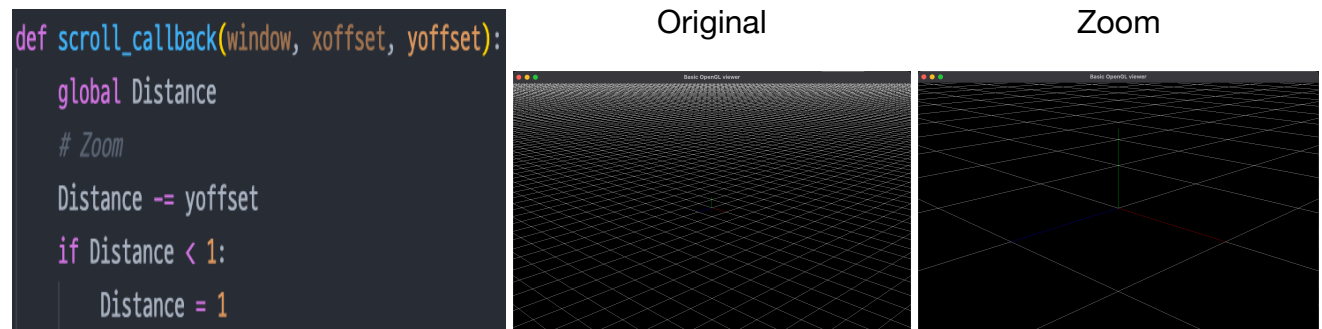 def scroll_callback(window, xoffset, yoffset):
global Distance
# Zoom
Distance -= yoffset
if Distance < 1:
Distance = 1
Original
Basic OpenGL viewer
Zoom
Basic OpenGL viewer